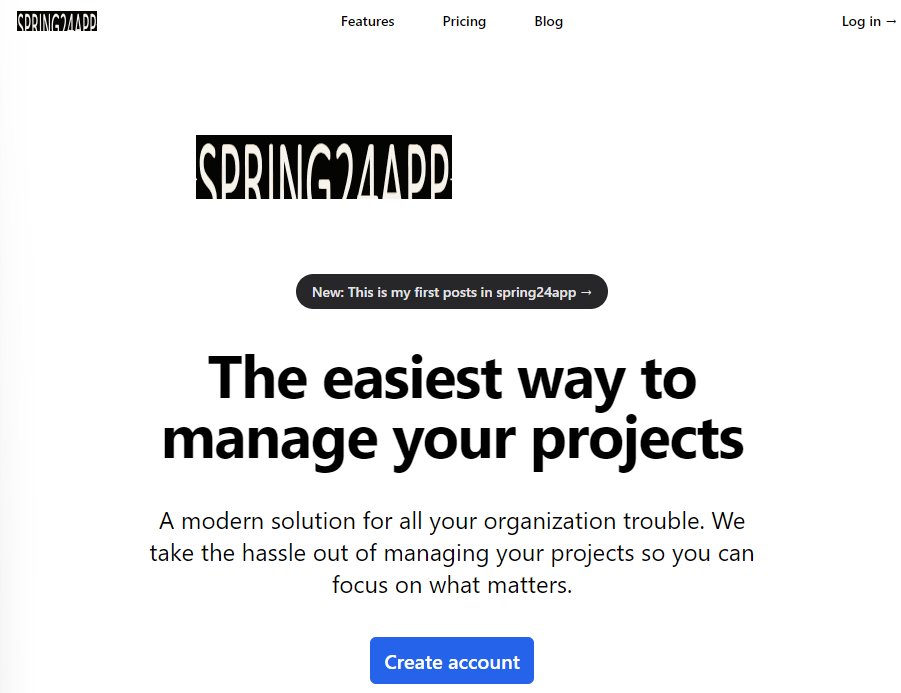 SPRING24APP
Features
Pricing
Blog
Log in →
SPRING24APP
New: This is my first posts in spring24app →
The easiest way to
manage your projects
A modern solution for all your organization trouble. We
take the hassle out of managing your projects so you can
focus on what matters.
Create account